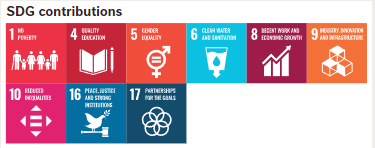 SDG contributions
1 NO POVERTY
4 QUALITY EDUCATION
5 GENDER EQUALITY
6 CLEAN WATER AND SANITATION
8 DECENT WORK AND ECONOMIC GROWTH
9 INDUSTRY, INNOVATION AND INFRASTRUCTURE
10 REDUCED INEQUALITIES
16 PEACE, JUSTICE AND STRONG INSTITUTIONS
17 PARTNERSHIPS FOR THE GOALS